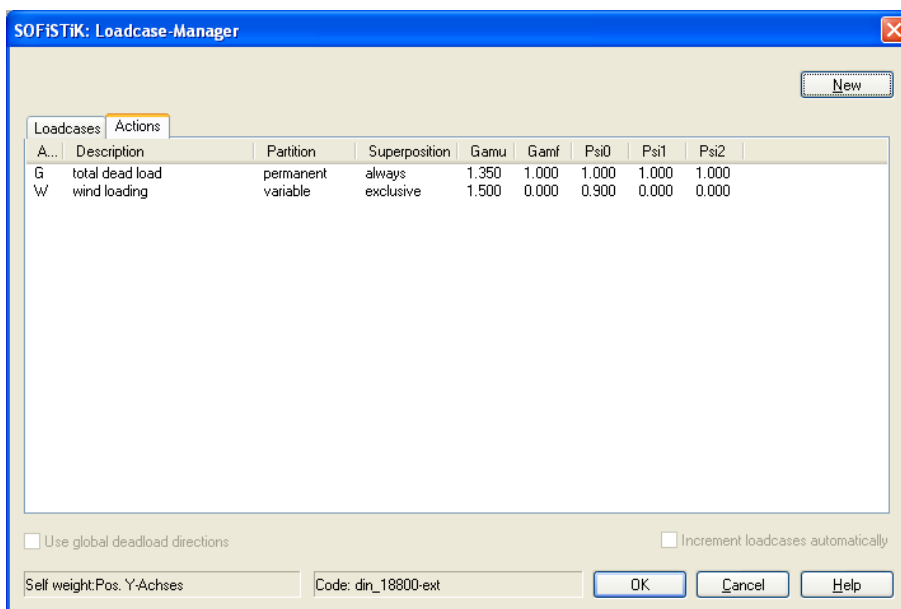 SOFiSTiK: Loadcase-Manager
New
Loadcases Actions
A... Description Partition Superposition Gamu Gamf Psi0 Psi1 Psi2
G total dead load permanent always 1.350 1.000 1.000 1.000 1.000
W wind loading variable exclusive 1.500 0.000 0.900 0.000 0.000
Use global deadload directions Increment loadcases automatically
Self weight:Pos. Y-Achses Code: din_18800-ext OK Cancel Help